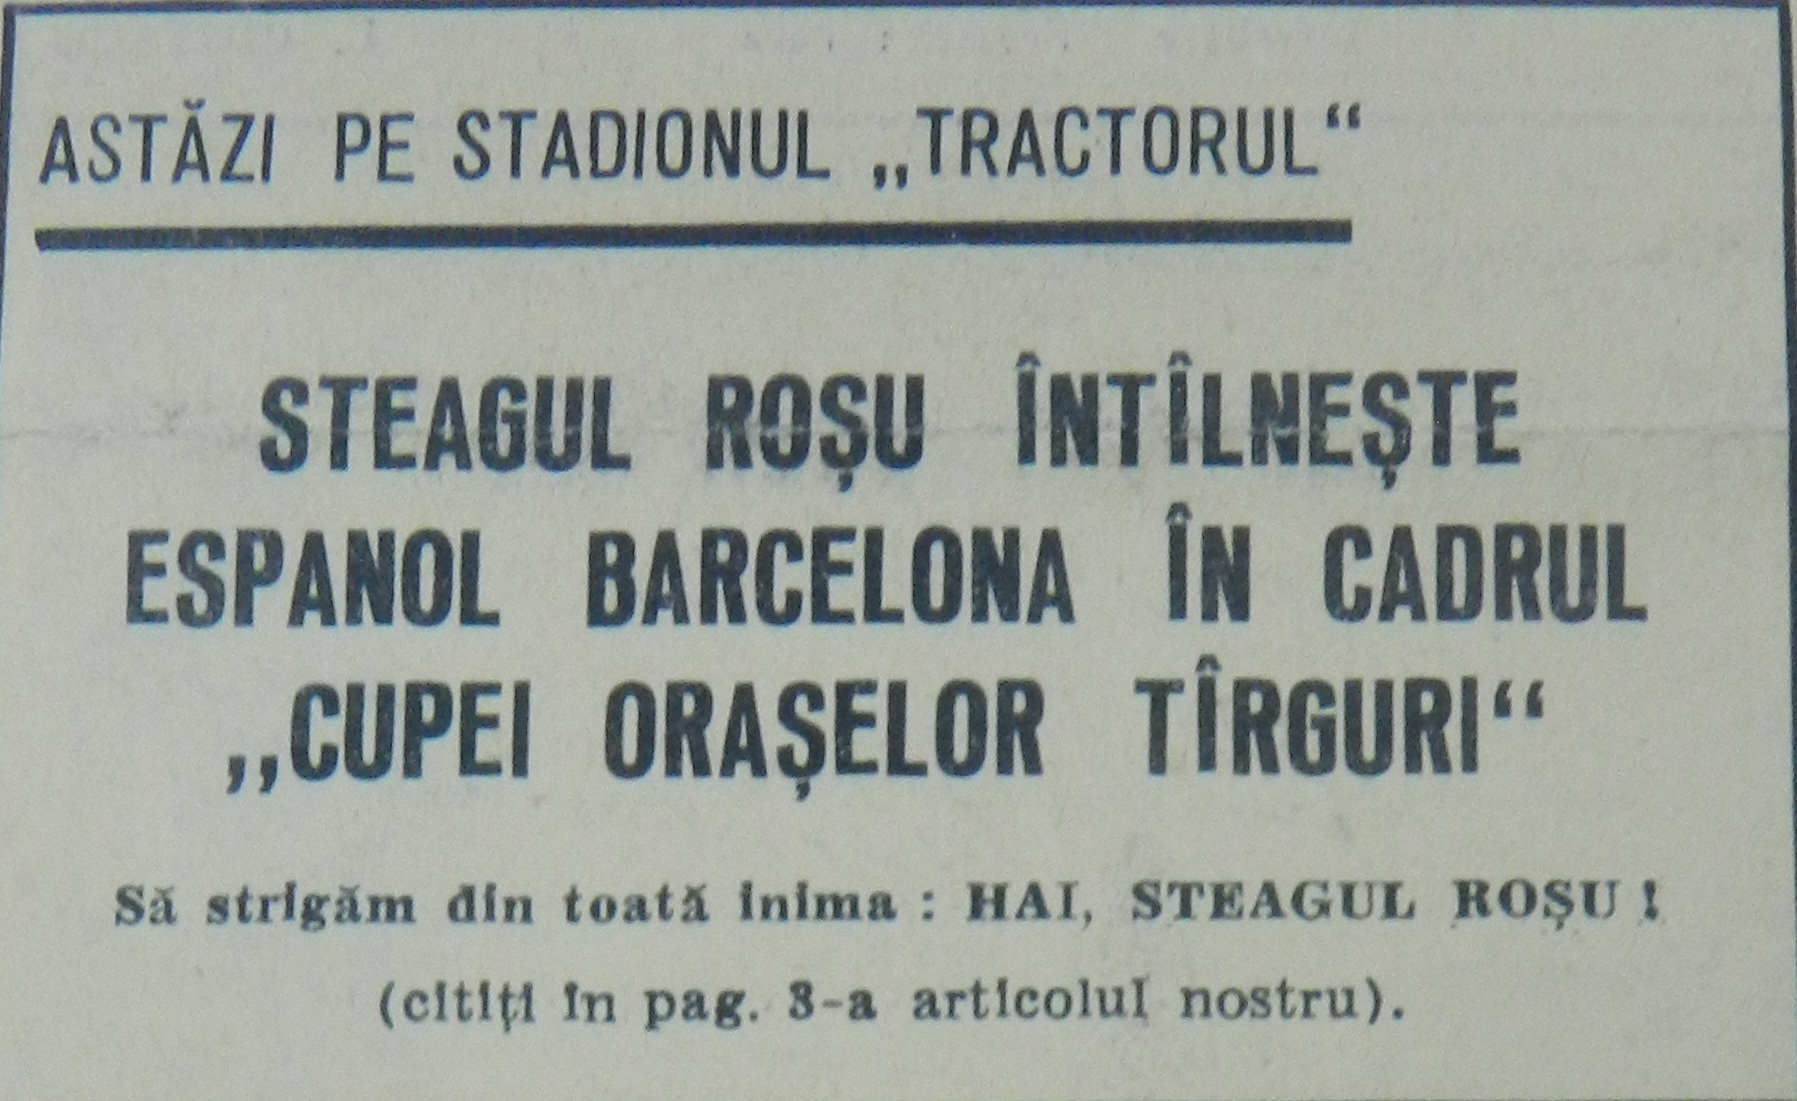 ASTĂZI PE STADIONUL „TRACTORUL“
STEAGUL ROȘU ÎNTÎLNEȘTE
ESPANOL BARCELONA ÎN CADRUL
„CUPEI ORAȘELOR TÎRGURI“
Să strigăm din toată inima : HAI, STEAGUL ROȘU !
(citiți în pag. 3-a articolul nostru).